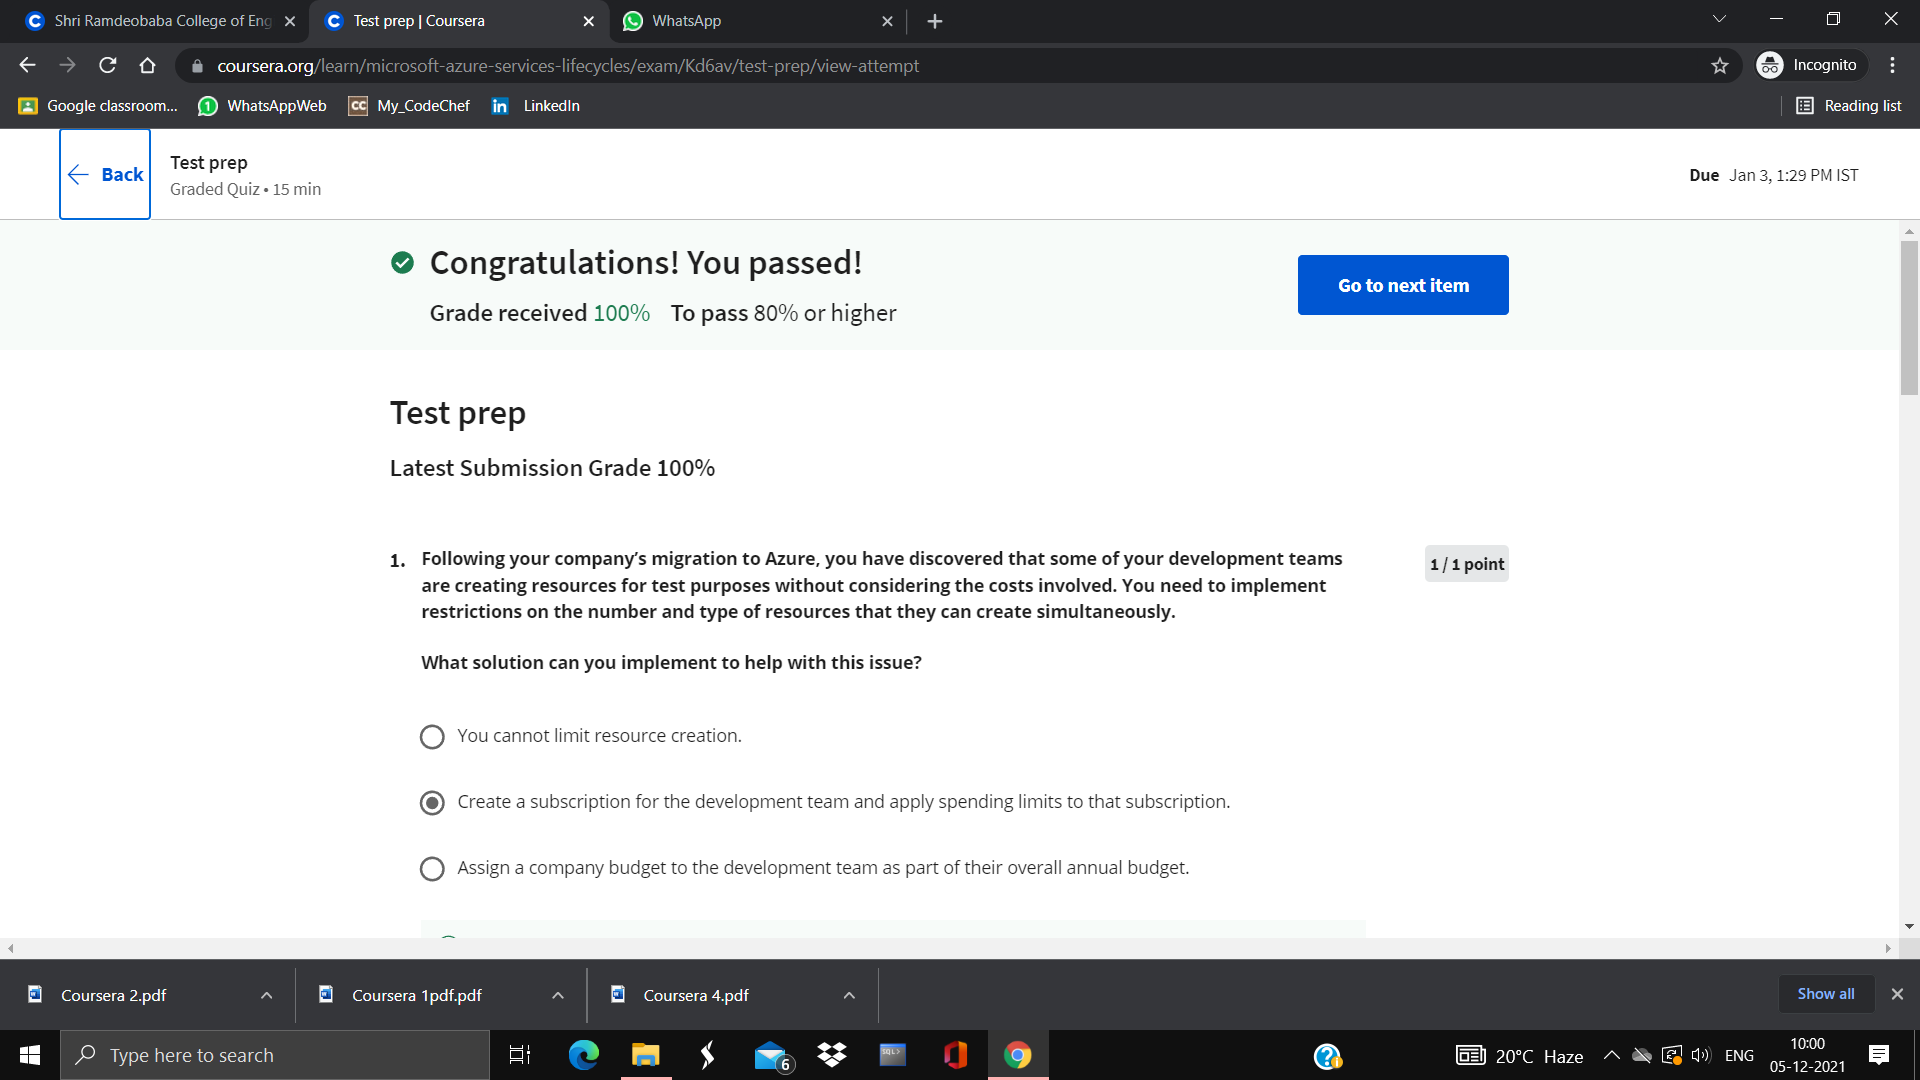 Shri Ramdeobaba College of Eng
Test prep | Coursera
WhatsApp
coursera.org/learn/microsoft-azure-services-lifecycles/exam/Kd6av/test-prep/view-attempt
Incognito
Google classroom...
WhatsAppWeb
CC My_CodeChef
in LinkedIn
Reading list
Back
Test prep
Graded Quiz • 15 min
Due Jan 3, 1:29 PM IST
Congratulations! You passed!
Grade received 100% To pass 80% or higher
Go to next item
Test prep
Latest Submission Grade 100%
1. Following your company’s migration to Azure, you have discovered that some of your development teams
are creating resources for test purposes without considering the costs involved. You need to implement
restrictions on the number and type of resources that they can create simultaneously.
1 / 1 point
What solution can you implement to help with this issue?
You cannot limit resource creation.
Create a subscription for the development team and apply spending limits to that subscription.
Assign a company budget to the development team as part of their overall annual budget.
Coursera 2.pdf
Coursera 1pdf.pdf
Coursera 4.pdf
Show all
Type here to search
6
SQL>
20°C Haze
ENG
10:00
05-12-2021